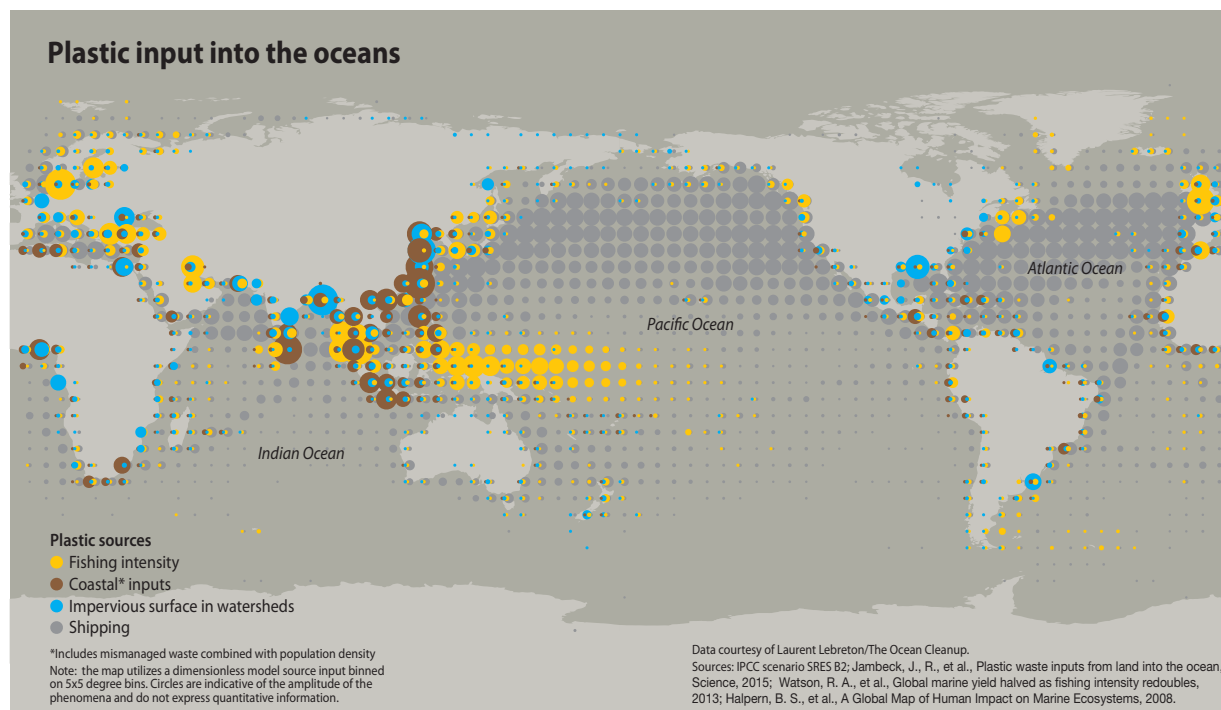 Plastic input into the oceans
Atlantic Ocean
Pacific Ocean
Indian Ocean
Plastic sources
Fishing intensity
Coastal* inputs
Impervious surface in watersheds
Shipping
*Includes mismanaged waste combined with population density
Note: the map utilizes a dimensionless model source input binned
on 5x5 degree bins. Circles are indicative of the amplitude of the
phenomena and do not express quantitative information.
Data courtesy of Laurent Lebreton/The Ocean Cleanup.
Sources: IPCC scenario SRES B2; Jambeck, J., R., et al., Plastic waste inputs from land into the ocean,
Science, 2015; Watson, R. A., et al., Global marine yield halved as fishing intensity redoubles,
2013; Halpern, B. S., et al., A Global Map of Human Impact on Marine Ecosystems, 2008.